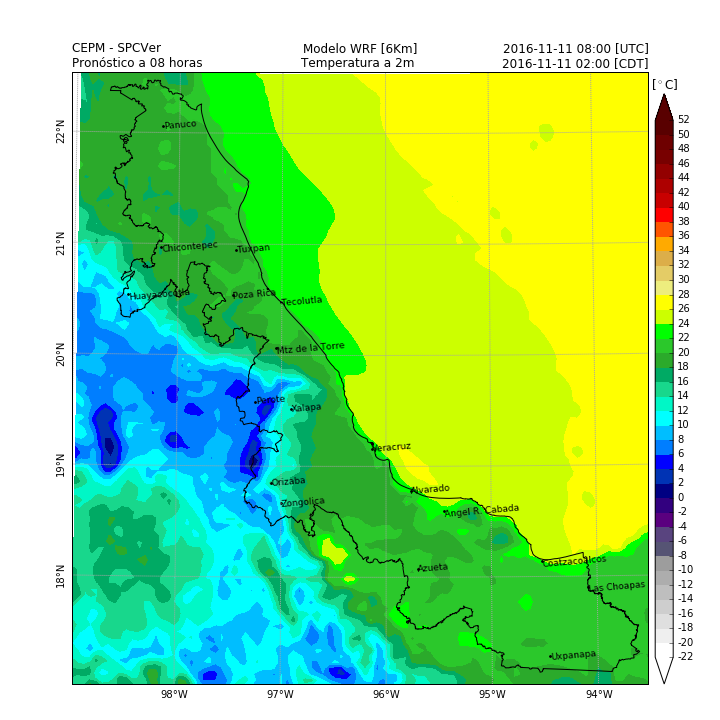 CEPM - SPCVer
Modelo WRF [6Km]
2016-11-11 08:00 [UTC]
Pronóstico a 08 horas
Temperatura a 2m
2016-11-11 02:00 [CDT]
[°C]
52
50
48
46
44
42
40
38
36
34
32
30
28
26
24
22
20
18
16
14
12
10
8
6
4
2
0
-2
-4
-6
-8
-10
-12
-14
-16
-18
-20
-22
22°N
21°N
20°N
19°N
18°N
Panuco
Chicontepec
Tuxpan
Huayacocotla
Poza Rica
Tecolutla
Mtz de la Torre
Perote
Xalapa
Veracruz
Orizaba
Alvarado
Zongolica
Angel R. Cabada
Coatzacoalcos
Azueta
Las Choapas
Uxpanapa
98°W
97°W
96°W
95°W
94°W